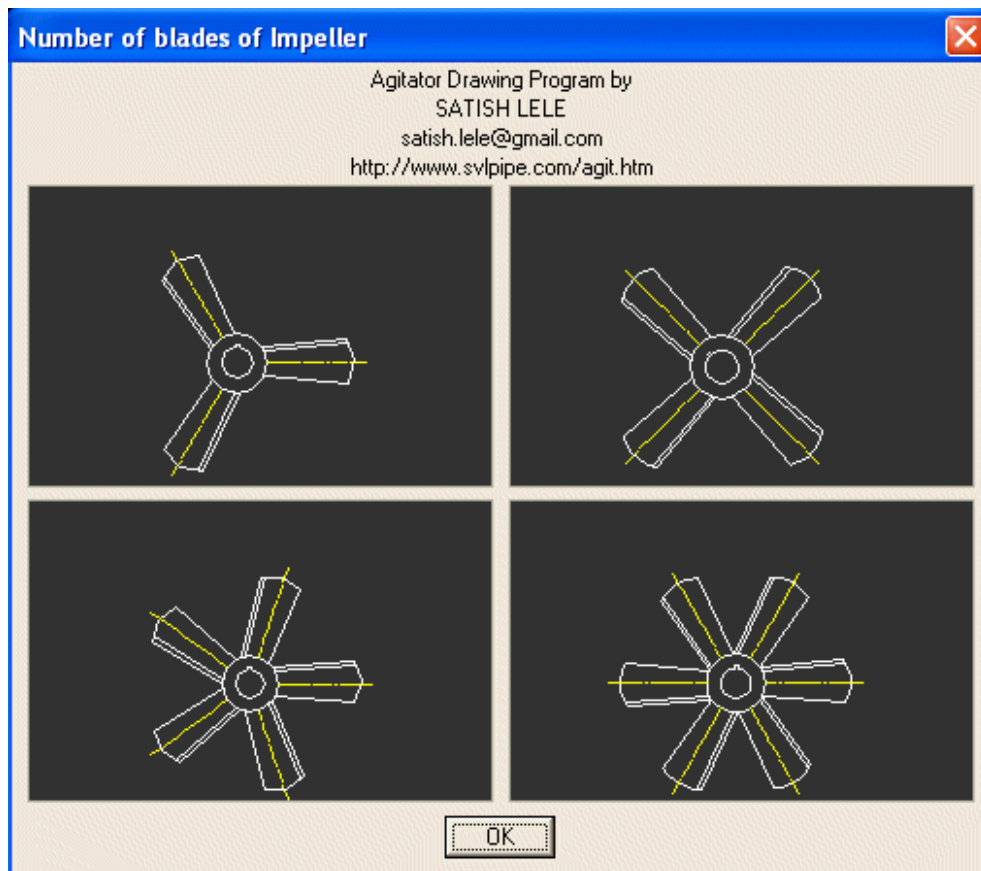 Number of blades of Impeller
Agitator Drawing Program by
SATISH LELE
satish.lele@gmail.com
http://www.svlpipe.com/agit.htm
OK